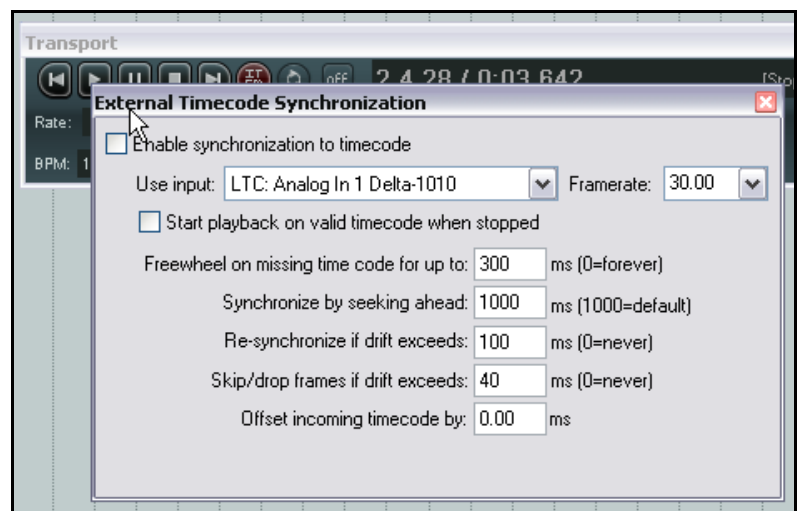 Transport
off 2.4.28 / 0:03.642
Rate:
BPM: 1
External Timecode Synchronization
Enable synchronization to timecode
Use input: LTC: Analog In 1 Delta-1010 Framerate: 30.00
Start playback on valid timecode when stopped
Freewheel on missing time code for up to: 300 ms (0=forever)
Synchronize by seeking ahead: 1000 ms (1000=default)
Re-synchronize if drift exceeds: 100 ms (0=never)
Skip/drop frames if drift exceeds: 40 ms (0=never)
Offset incoming timecode by: 0.00 ms